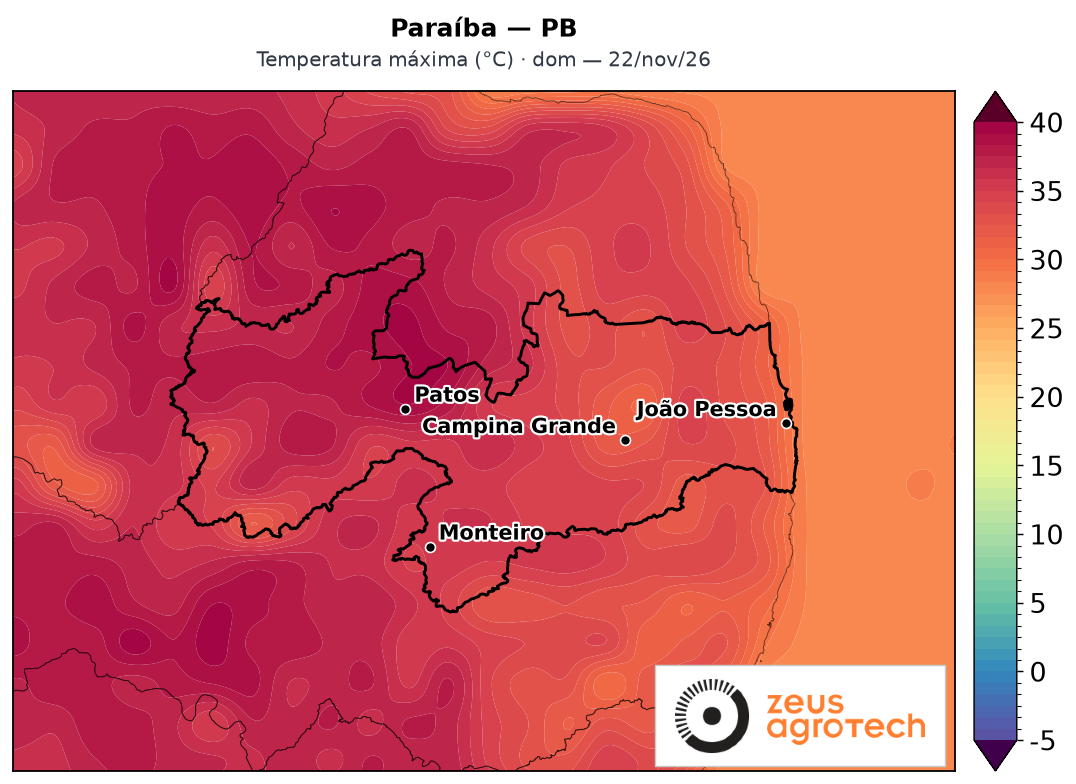 Paraíba — PB
Temperatura máxima (°C) · dom — 22/nov/26
40
35
30
25
20
15
10
5
0
-5
Patos
João Pessoa
Campina Grande
Monteiro
zeus
agrotech